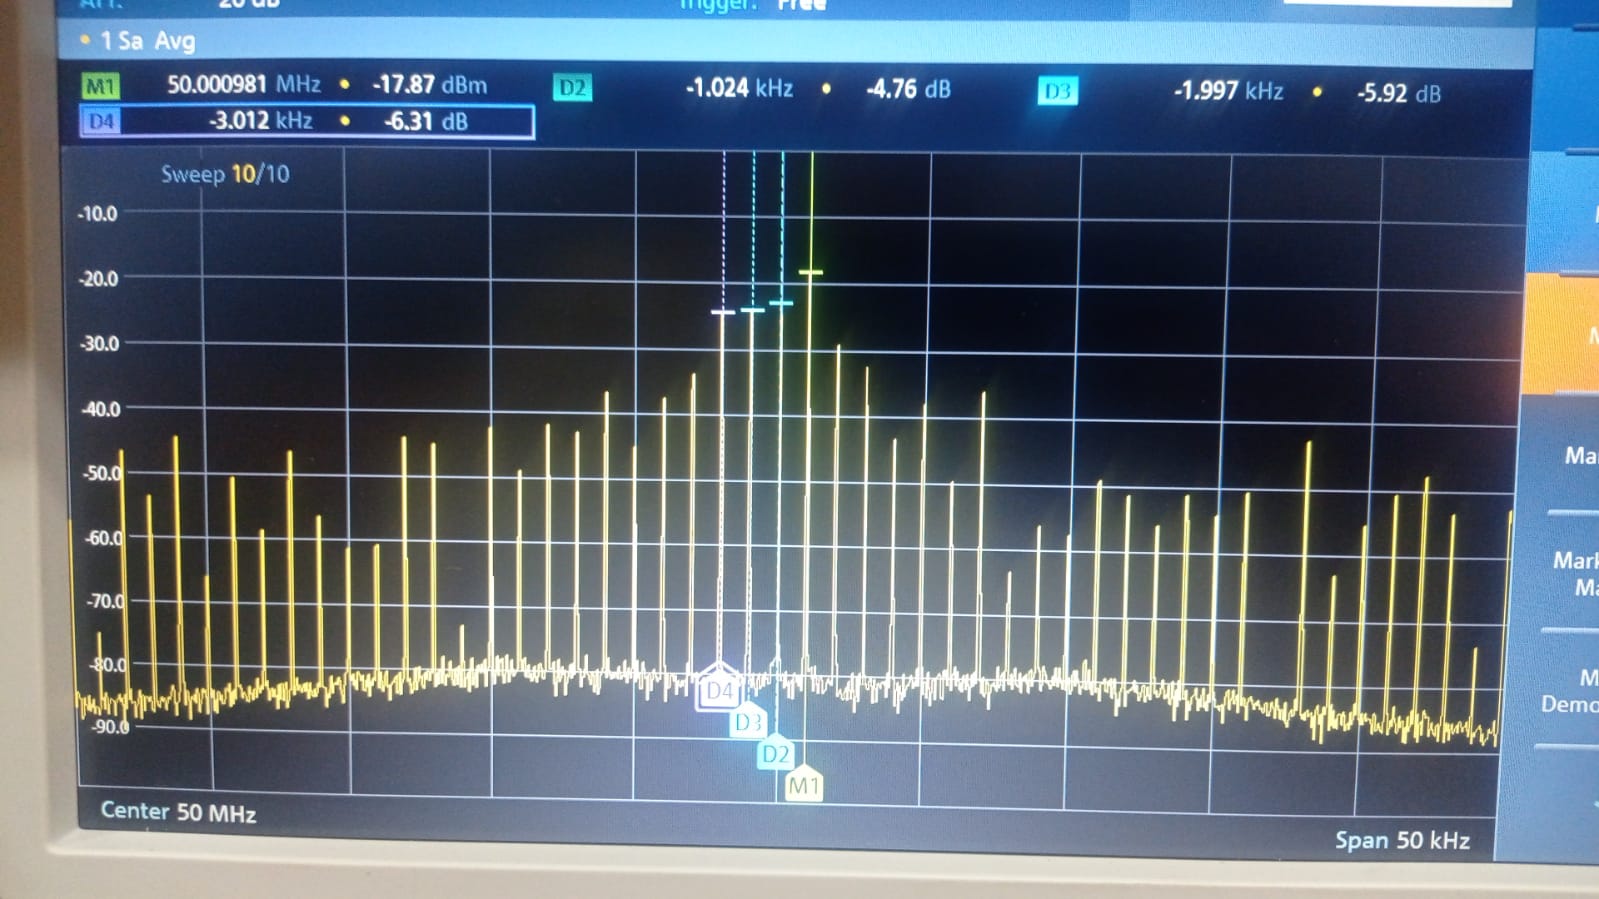 Att: 20 dB Trigger: Free
• 1 Sa Avg
M1 50.000981 MHz • -17.87 dBm D2 -1.024 kHz • -4.76 dB D3 -1.997 kHz • -5.92 dB
D4 -3.012 kHz • -6.31 dB
Sweep 10/10
-10.0
-20.0
-30.0
-40.0
-50.0
-60.0
-70.0
-80.0
-90.0
D4
D3
D2
M1
Center 50 MHz
Span 50 kHz
Ma
Mark
Ma
M
Demo